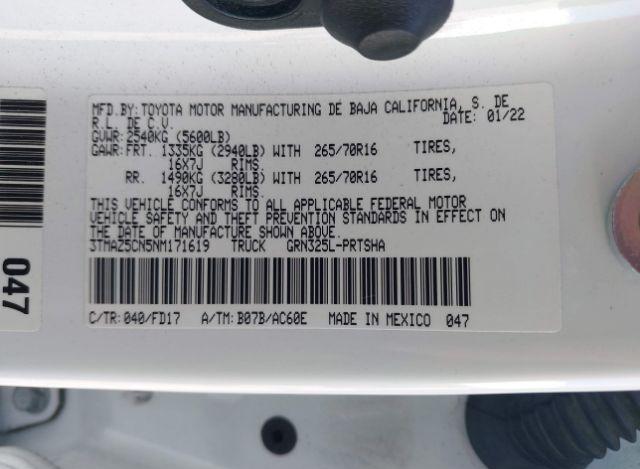 MFD.BY:TOYOTA MOTOR MANUFACTURING DE BAJA CALIFORNIA, S. DE
R.L. DE C.V. DATE: 01/22
GVWR:2540KG (5600LB)
GAWR:FRT. 1335KG (2940LB) WITH 265/70R16 TIRES,
16X7J RIMS.
RR. 1490KG (3280LB) WITH 265/70R16 TIRES,
16X7J RIMS.
THIS VEHICLE CONFORMS TO ALL APPLICABLE FEDERAL MOTOR
VEHICLE SAFETY AND THEFT PREVENTION STANDARDS IN EFFECT ON
THE DATE OF MANUFACTURE SHOWN ABOVE.
3TMAZ5CN5NM171619 TRUCK GRN325L-PRTSHA
C/TR:040/FD17 A/TM:B07B/AC60E MADE IN MEXICO 047
047